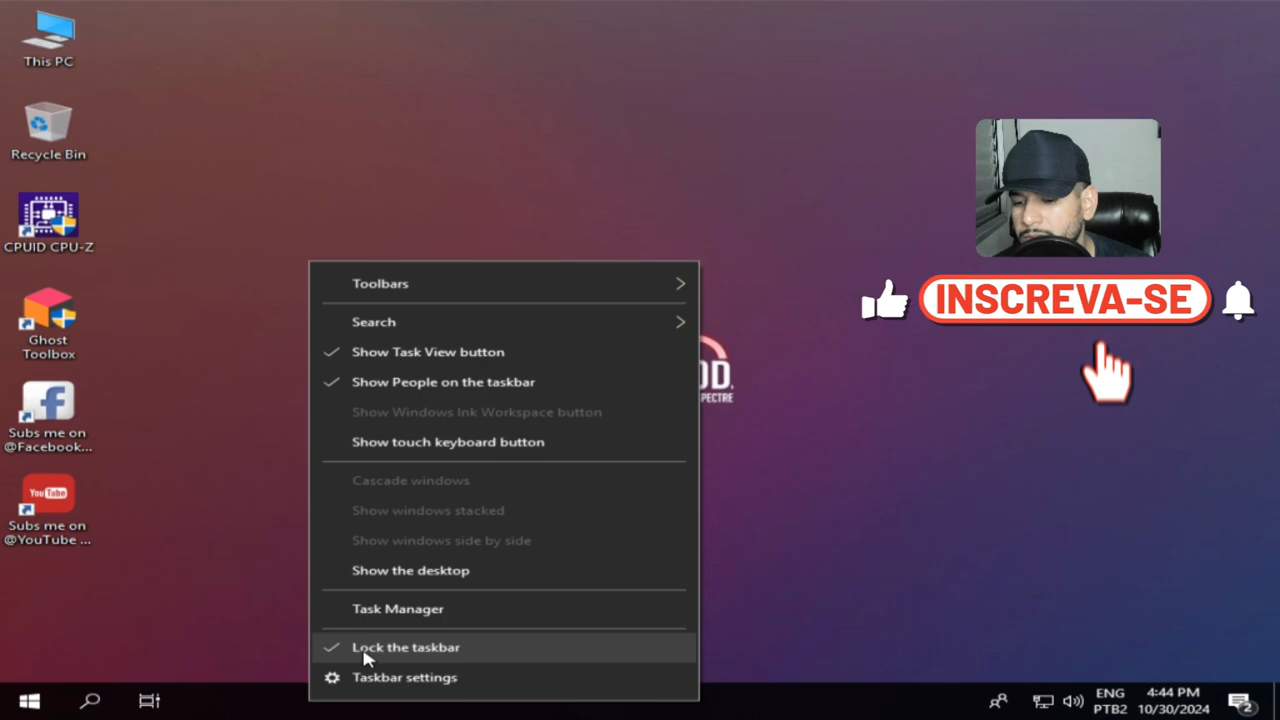 This PC
Recycle Bin
CPUID CPU-Z
Ghost
Toolbox
Subs me on
@Facebook...
YouTube
Subs me on
@YouTube ...
Toolbars
Search
Show Task View button
Show People on the taskbar
Show Windows Ink Workspace button
Show touch keyboard button
Cascade windows
Show windows stacked
Show windows side by side
Show the desktop
Task Manager
Lock the taskbar
Taskbar settings
PECTRE
INSCREVA-SE
ENG
PTB2
4:44 PM
10/30/2024
2